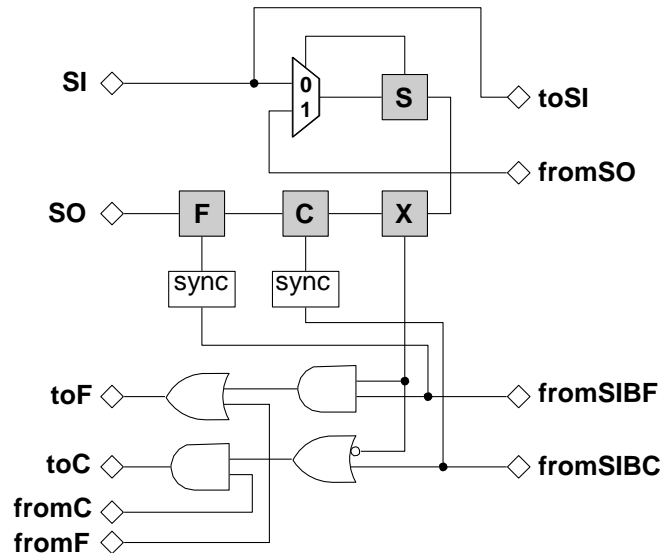 SI
0
1
S
toSI
fromSO
SO
F
C
X
sync
sync
toF
fromSIBF
toC
fromSIBC
fromC
fromF